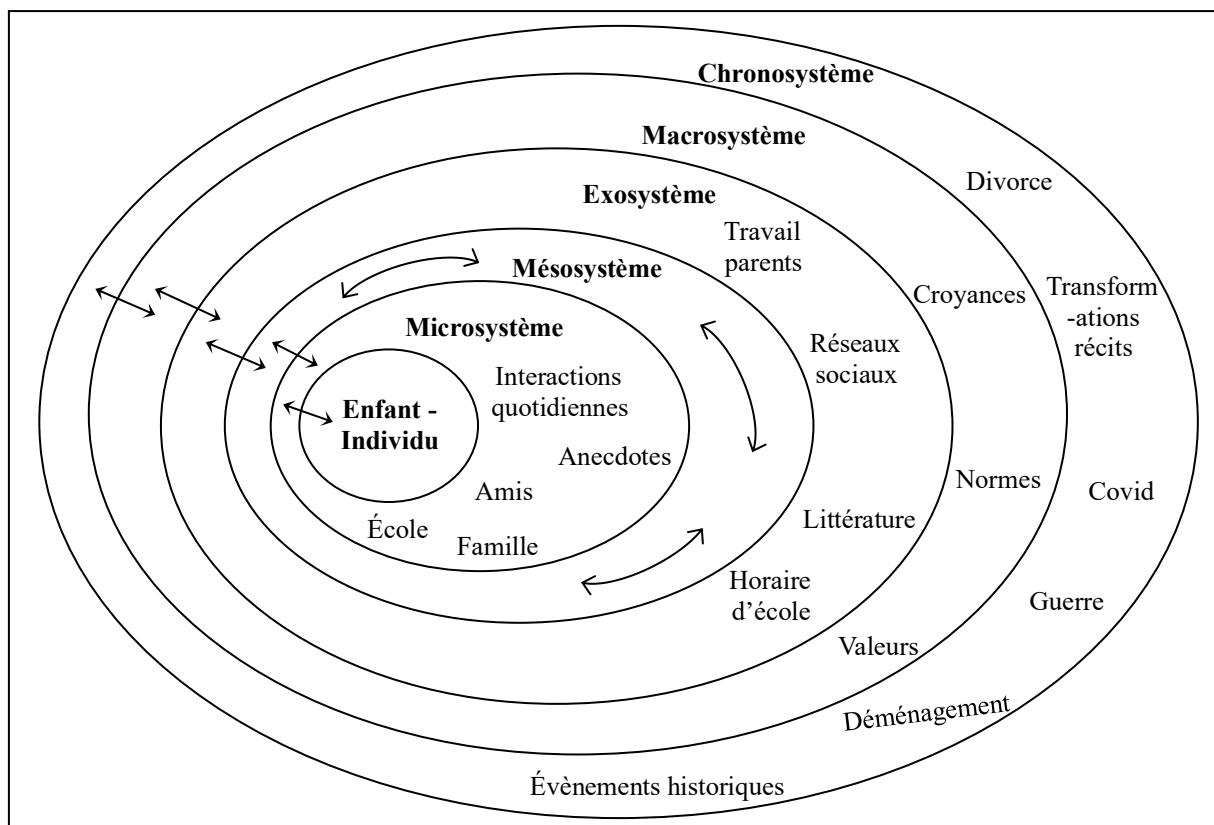 Chronosystème
Macrosystème
Divorce
Exosystème
Travail
parents
Mésosystème
Croyances
Transform
-ations
récits
Microsystème
Réseaux
sociaux
Interactions
quotidiennes
Enfant -
Individu
Anecdotes
Normes
Covid
Amis
École
Famille
Littérature
Horaire
d’école
Guerre
Valeurs
Déménagement
Évènements historiques